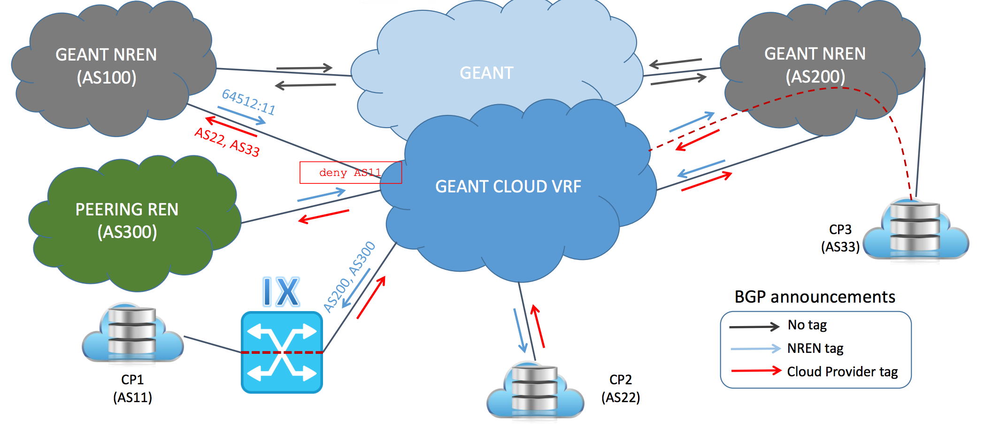 GEANT NREN
(AS100)
GEANT
GEANT NREN
(AS200)
64512:11
AS22, AS33
deny AS11
GEANT CLOUD VRF
PEERING REN
(AS300)
AS200, AS300
IX
CP1
(AS11)
CP2
(AS22)
CP3
(AS33)
BGP announcements
No tag
NREN tag
Cloud Provider tag